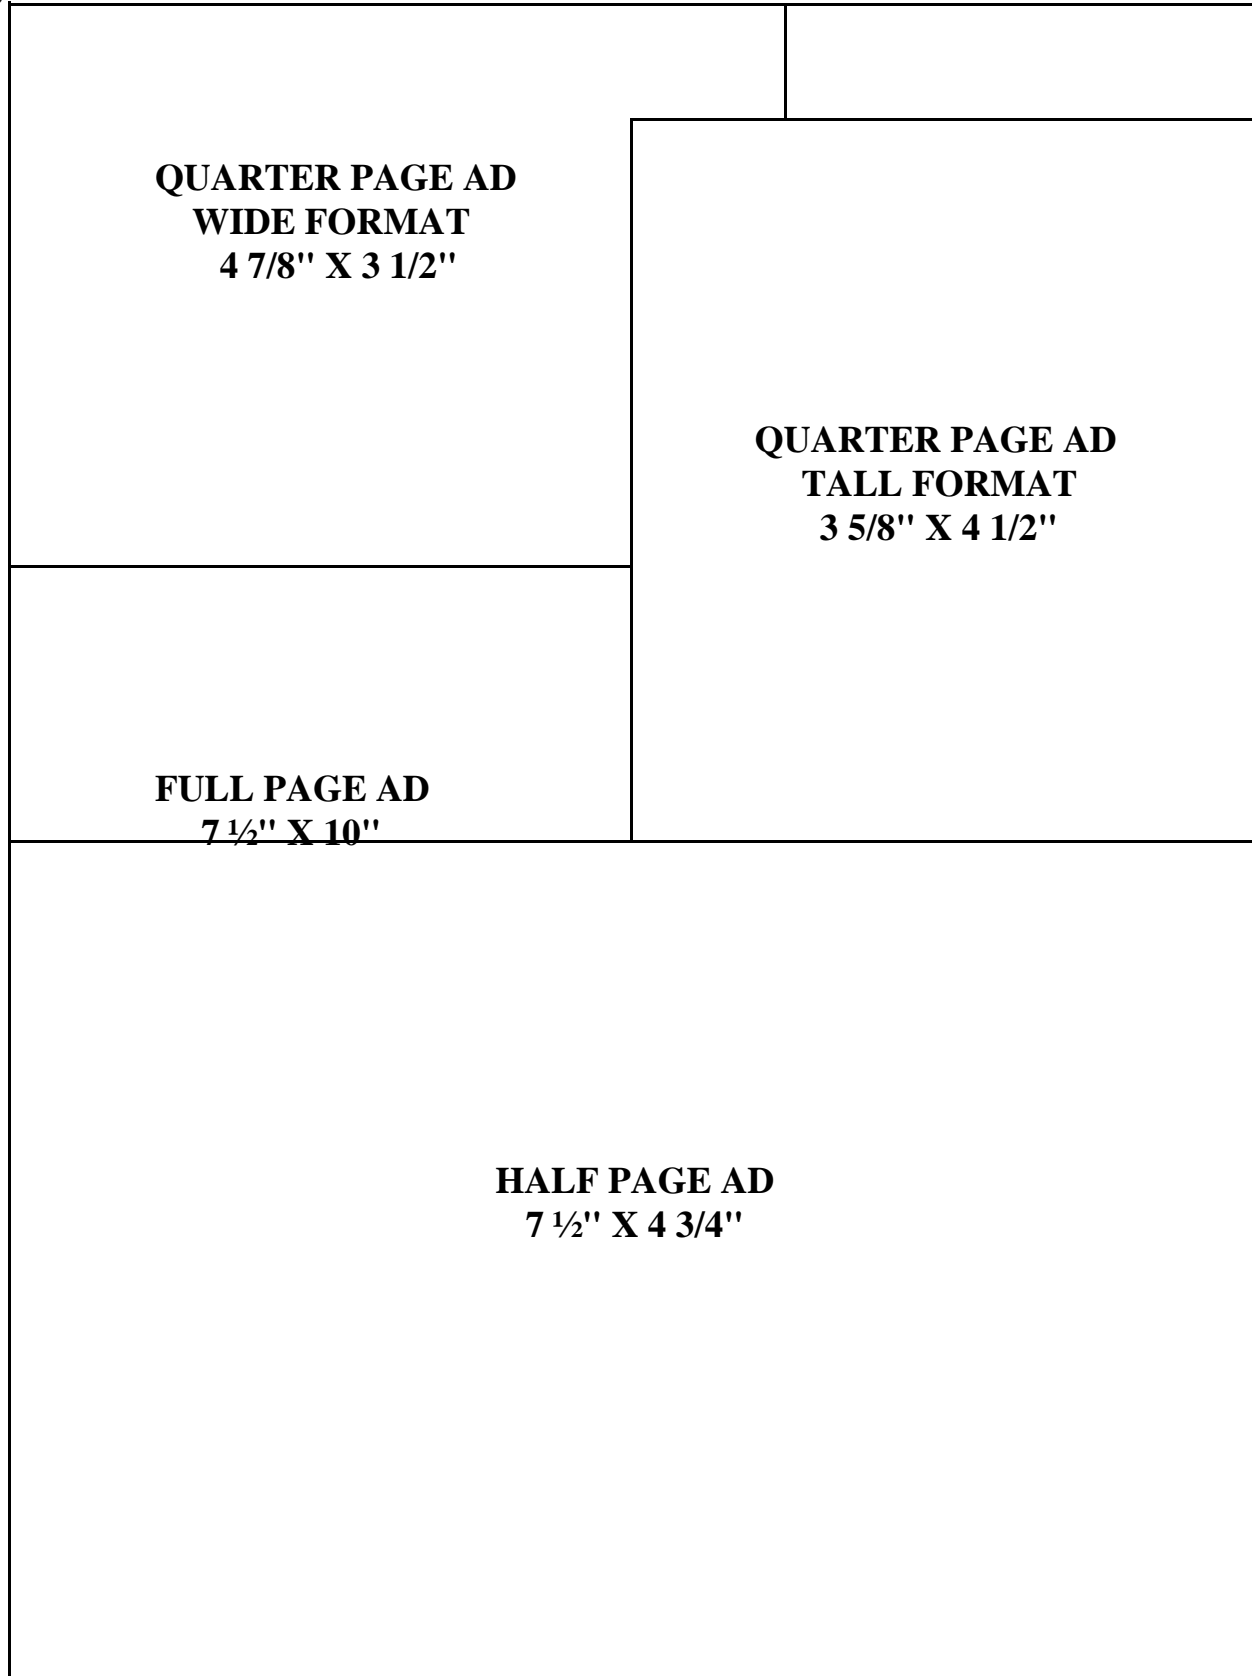 QUARTER PAGE AD
WIDE FORMAT
4 7/8" X 3 1/2"
QUARTER PAGE AD
TALL FORMAT
3 5/8" X 4 1/2"
FULL PAGE AD
7 ½" X 10"
HALF PAGE AD
7 ½" X 4 3/4"